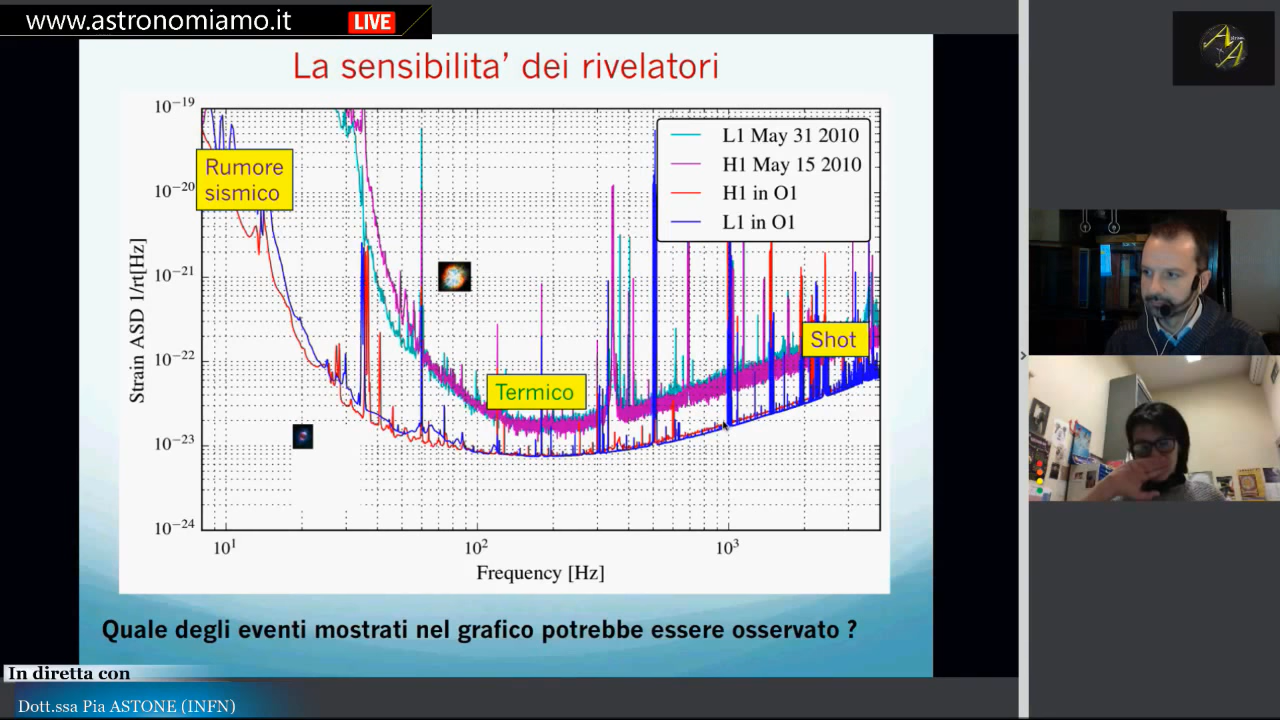 www.astronomiamo.it LIVE
La sensibilita' dei rivelatori
10⁻¹⁹
10⁻²⁰
10⁻²¹
10⁻²²
10⁻²³
10⁻²⁴
Strain ASD 1/rt[Hz]
L1 May 31 2010
H1 May 15 2010
H1 in O1
L1 in O1
Rumore
sismico
Termico
Shot
10¹ 10² 10³
Frequency [Hz]
Quale degli eventi mostrati nel grafico potrebbe essere osservato ?
In diretta con
Dott.ssa Pia ASTONE (INFN)